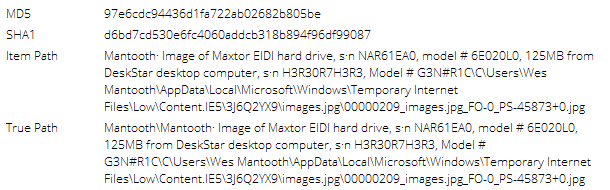 MD5 97e6cdc94436d1fa722ab02682b805be
SHA1 d6bd7cd530e6fc4060addcb318b894f96df99087
Item Path Mantooth· Image of Maxtor EIDI hard drive, s·n NAR61EA0, model # 6E020L0, 125MB from
DeskStar desktop computer, s·n H3R30R7H3R3, Model # G3N#R1C\C\Users\Wes
Mantooth\AppData\Local\Microsoft\Windows\Temporary Internet
Files\Low\Content.IE5\3J6Q2YX9\images.jpg\00000209_images.jpg_FO-0_PS-45873+0.jpg
True Path Mantooth\Mantooth· Image of Maxtor EIDI hard drive, s·n NAR61EA0, model # 6E020L0,
125MB from DeskStar desktop computer, s·n H3R30R7H3R3, Model #
G3N#R1C\C\Users\Wes Mantooth\AppData\Local\Microsoft\Windows\Temporary Internet
Files\Low\Content.IE5\3J6Q2YX9\images.jpg\00000209_images.jpg_FO-0_PS-45873+0.jpg